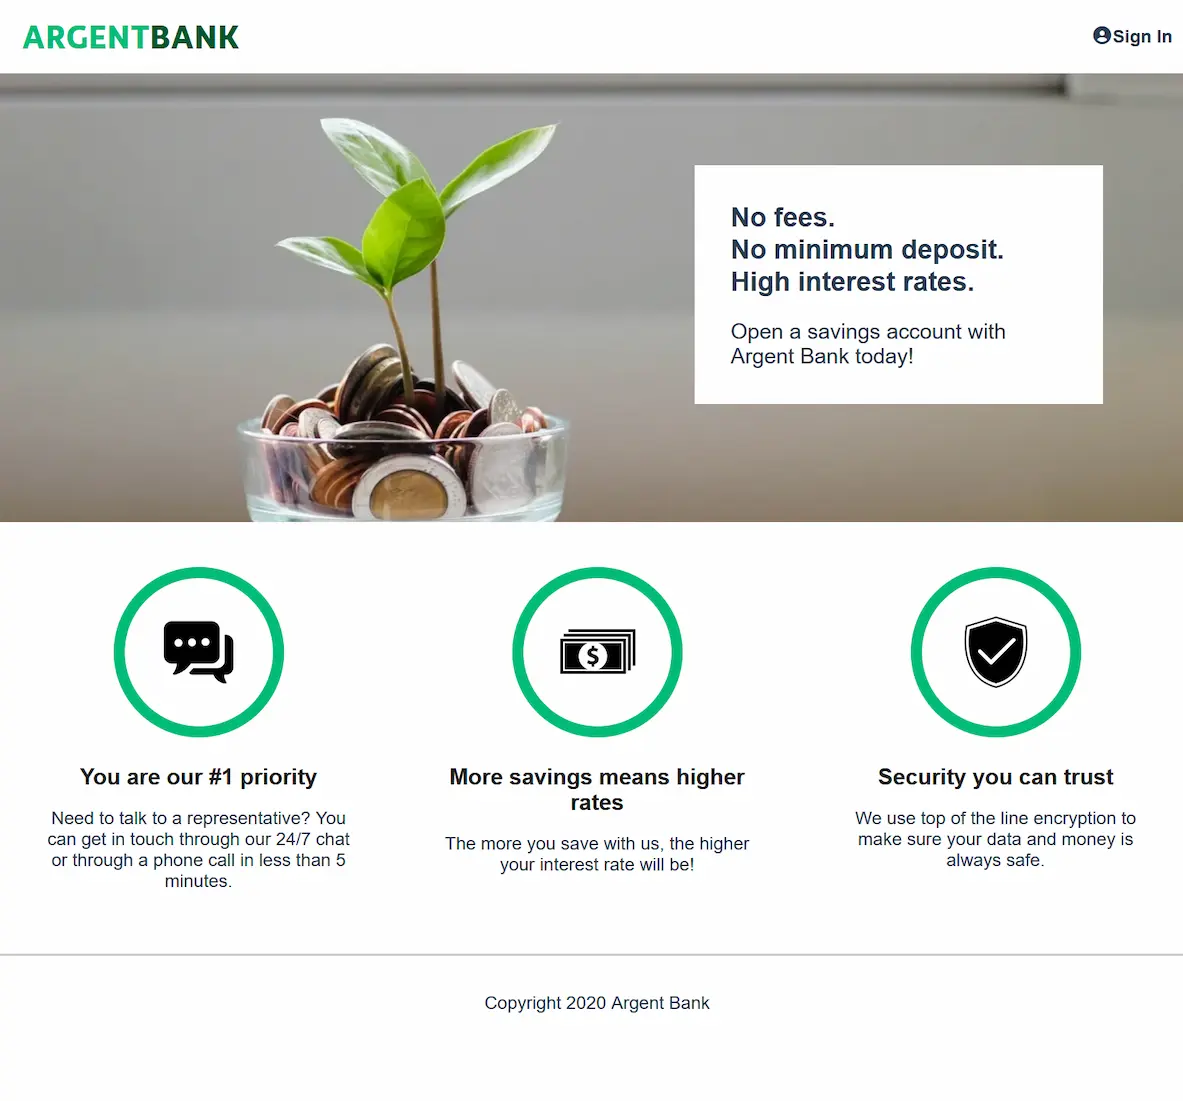 ARGENTBANK
Sign In
No fees.
No minimum deposit.
High interest rates.
Open a savings account with
Argent Bank today!
$
You are our #1 priority
Need to talk to a representative? You
can get in touch through our 24/7 chat
or through a phone call in less than 5
minutes.
More savings means higher
rates
The more you save with us, the higher
your interest rate will be!
Security you can trust
We use top of the line encryption to
make sure your data and money is
always safe.
Copyright 2020 Argent Bank